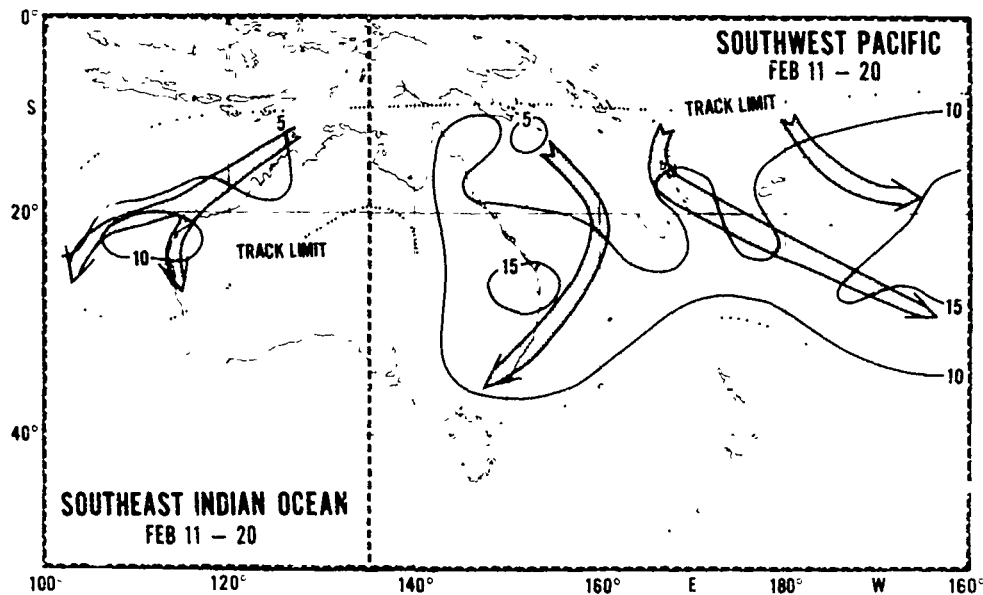 0°
SOUTHWEST PACIFIC
FEB 11 – 20
TRACK LIMIT
S
10
5
5
20°
TRACK LIMIT
10
15
15
10
40°
SOUTHEAST INDIAN OCEAN
FEB 11 – 20
100° 120° 140° 160° E 180° W 160°